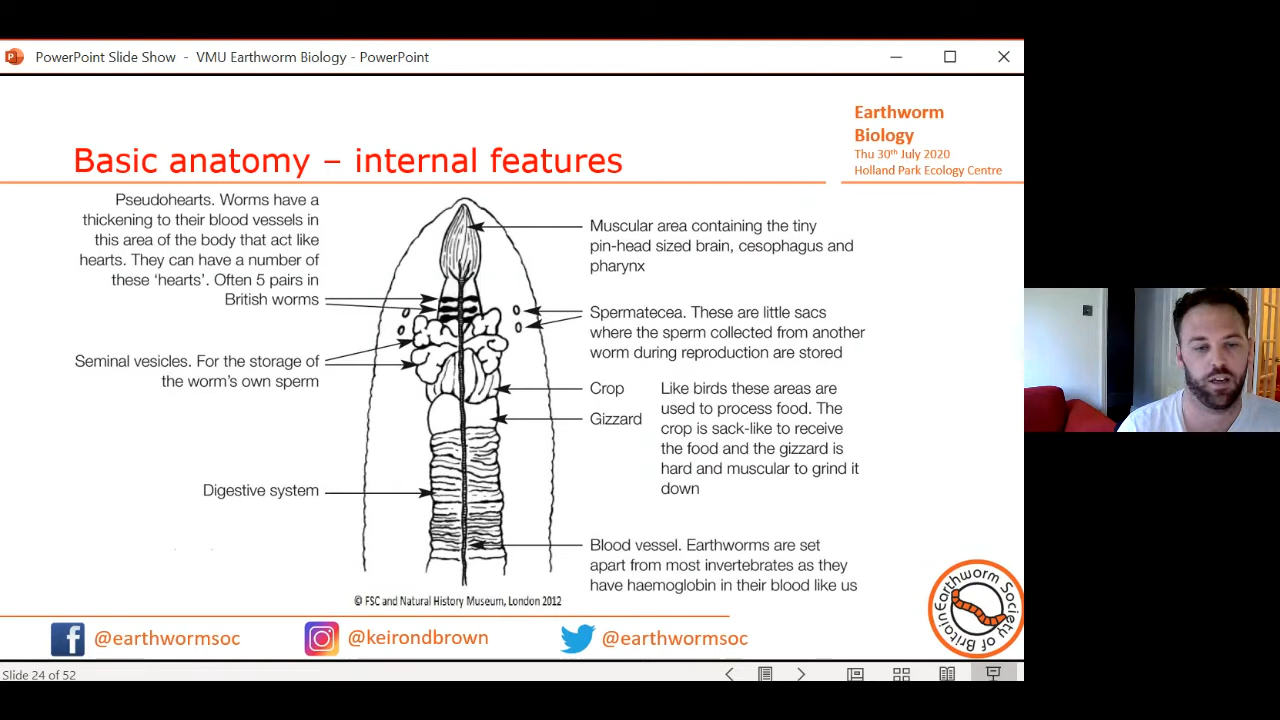 PowerPoint Slide Show - VMU Earthworm Biology - PowerPoint
Earthworm
Biology
Thu 30th July 2020
Holland Park Ecology Centre
Basic anatomy – internal features
Pseudohearts. Worms have a
thickening to their blood vessels in
this area of the body that act like
hearts. They can have a number of
these ‘hearts’. Often 5 pairs in
British worms
Seminal vesicles. For the storage of
the worm's own sperm
Digestive system
Muscular area containing the tiny
pin-head sized brain, oesophagus and
pharynx
Spermatecea. These are little sacs
where the sperm collected from another
worm during reproduction are stored
Crop
Gizzard
Like birds these areas are
used to process food. The
crop is sack-like to receive
the food and the gizzard is
hard and muscular to grind it
down
Blood vessel. Earthworms are set
apart from most invertebrates as they
have haemoglobin in their blood like us
© FSC and Natural History Museum, London 2012
@earthwormsoc
@keirondbrown
@earthwormsoc
Earthworm Society of Britain
Slide 24 of 52